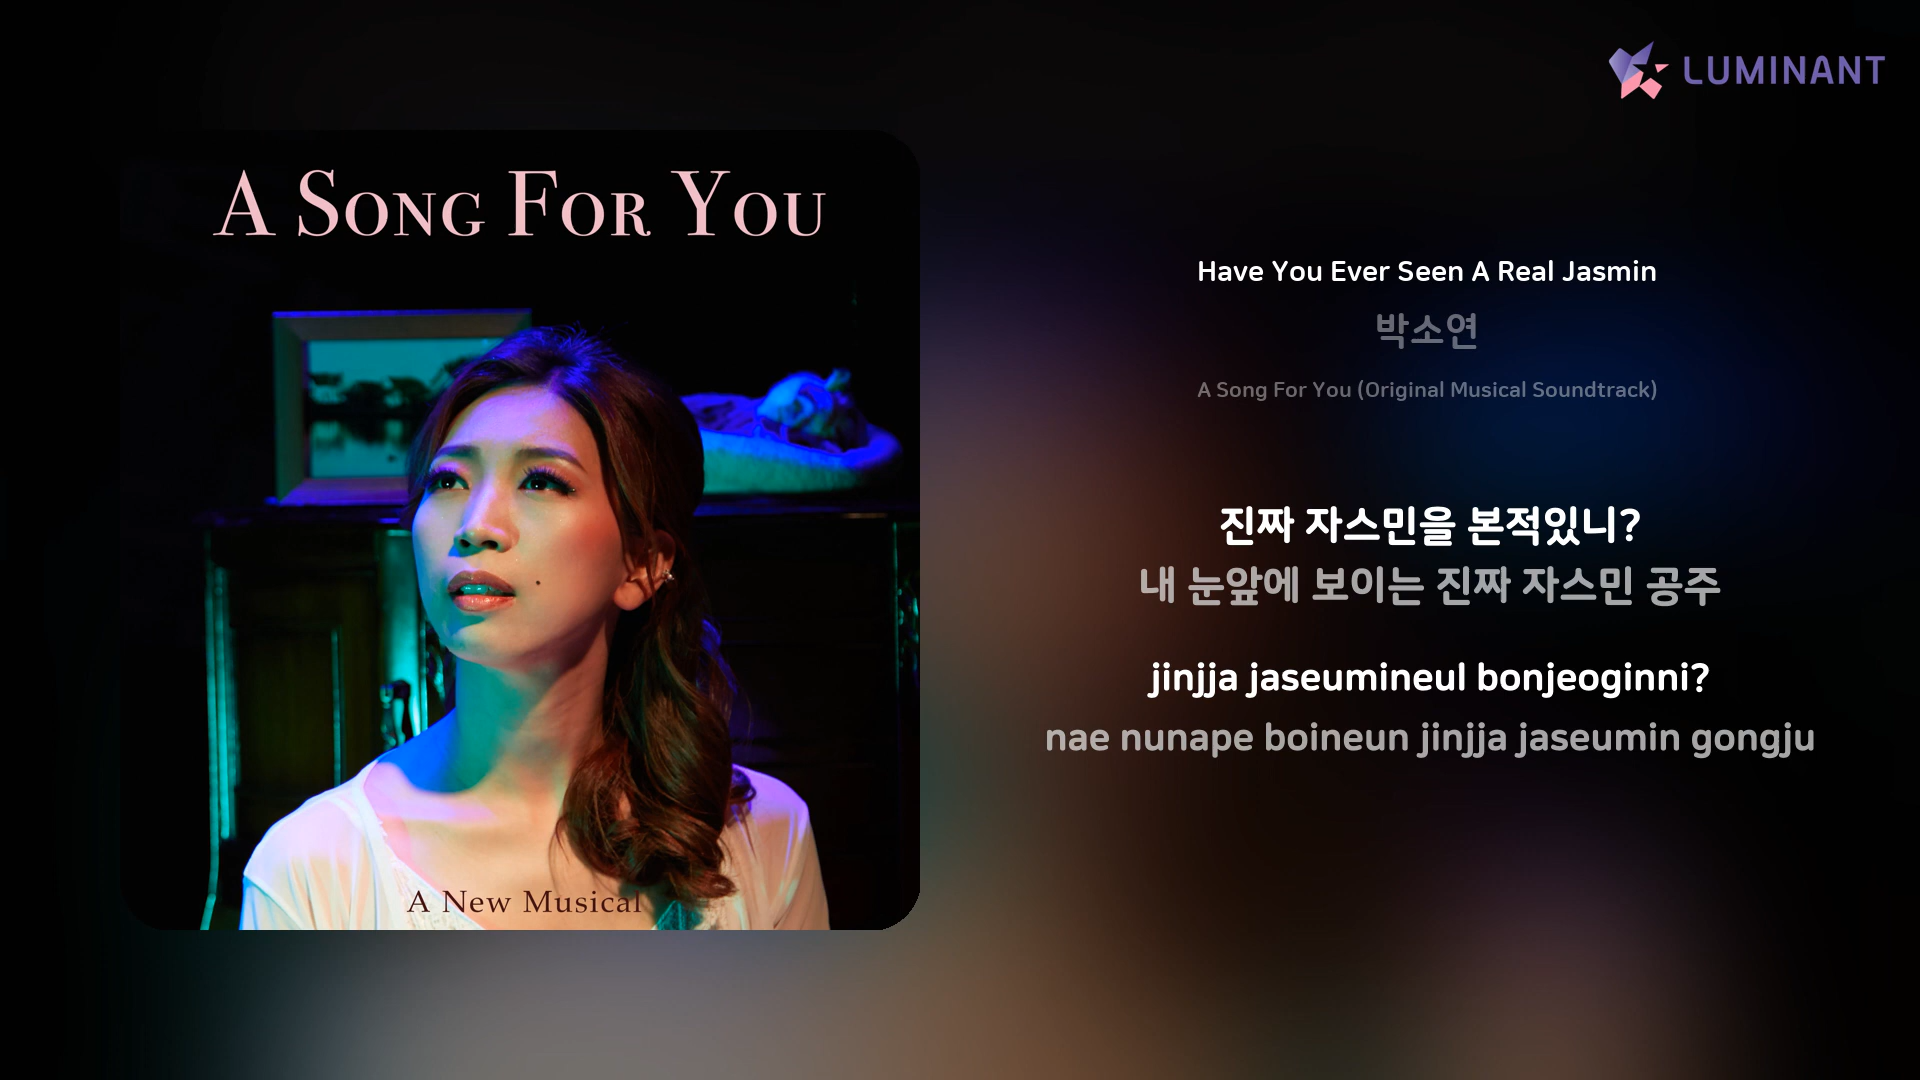 LUMINANT
A SONG FOR YOU
A New Musical
Have You Ever Seen A Real Jasmin
박소연
A Song For You (Original Musical Soundtrack)
진짜 자스민을 본적있니?
내 눈앞에 보이는 진짜 자스민 공주
jinjja jaseumineul bonjeoginni?
nae nunape boineun jinjja jaseumin gongju